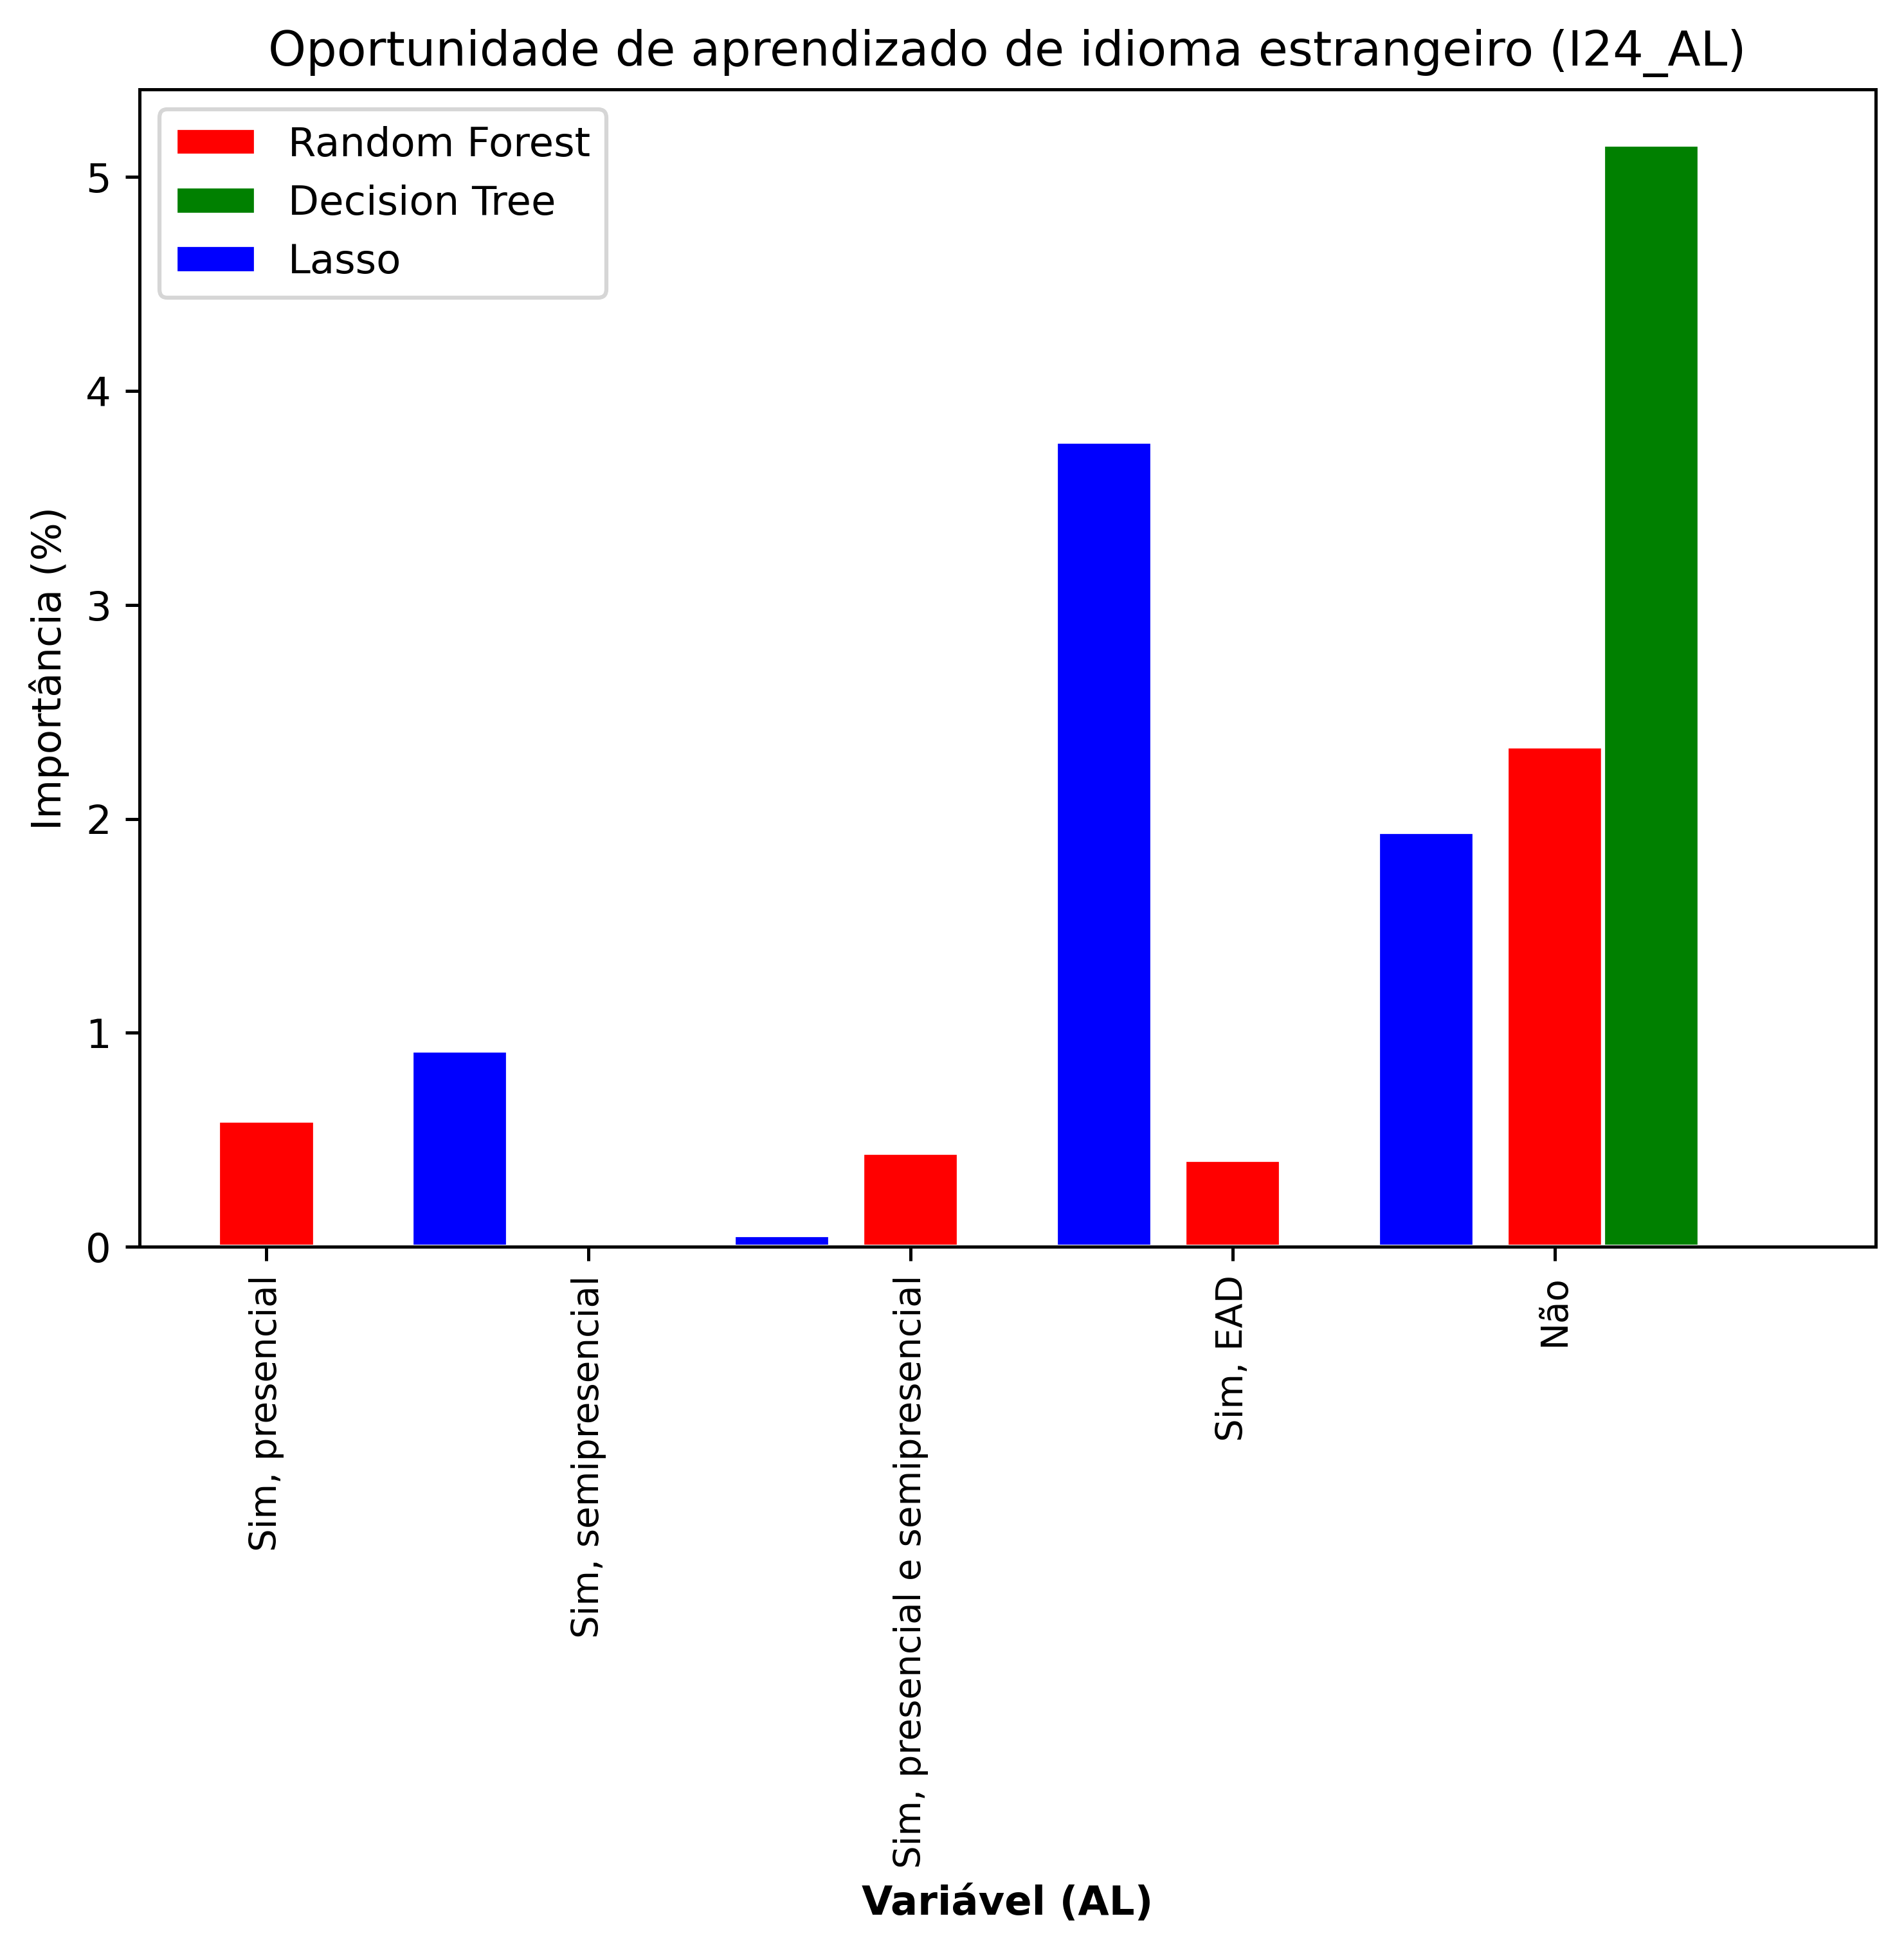 Oportunidade de aprendizado de idioma estrangeiro (I24_AL)
Random Forest
Decision Tree
Lasso
Importância (%)
5
4
3
2
1
0
Sim, presencial
Sim, semipresencial
Sim, presencial e semipresencial
Sim, EAD
Não
Variável (AL)